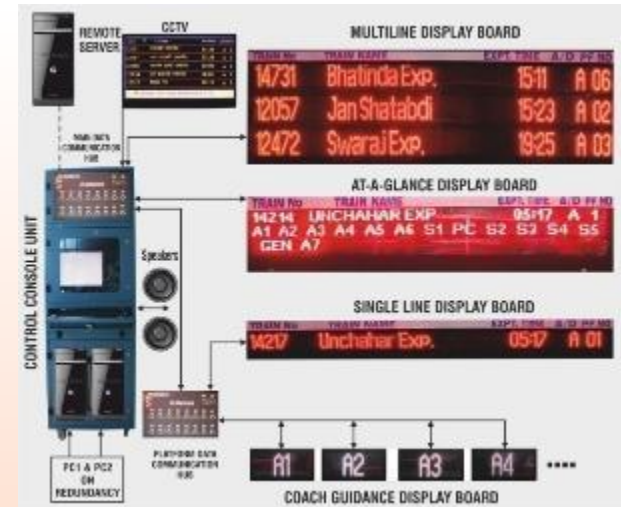 REMOTE SERVER
CCTV
MULTILINE DISPLAY BOARD
TRAIN No TRAIN NAME EXPT. TIME A/D PF NO
14731 Bhatinda Exp. 15:11 A 06
12057 Jan Shatabdi 15:23 A 02
12472 Swaraj Exp. 19:25 A 03
MAIN DATA COMMUNICATION HUB
AT-A-GLANCE DISPLAY BOARD
TRAIN No TRAIN NAME EXPT. TIME A/D PF NO
14214 UNCHAHAR EXP 05:17 A 1
A1 A2 A3 A4 A5 A6 S1 PC S2 S3 S4 S5
GEN A7
CONTROL CONSOLE UNIT
Speakers
SINGLE LINE DISPLAY BOARD
TRAIN No TRAIN NAME EXPT. TIME A/D PF NO
14217 Unchahar Exp. 05:17 A 01
PLATFORM DATA COMMUNICATION HUB
PC1 & PC2 ON REDUNDANCY
A1 A2 A3 A4
COACH GUIDANCE DISPLAY BOARD